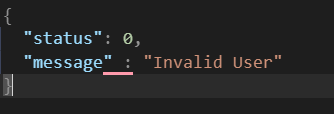 {
"status": 0,
"message" : "Invalid User"
}